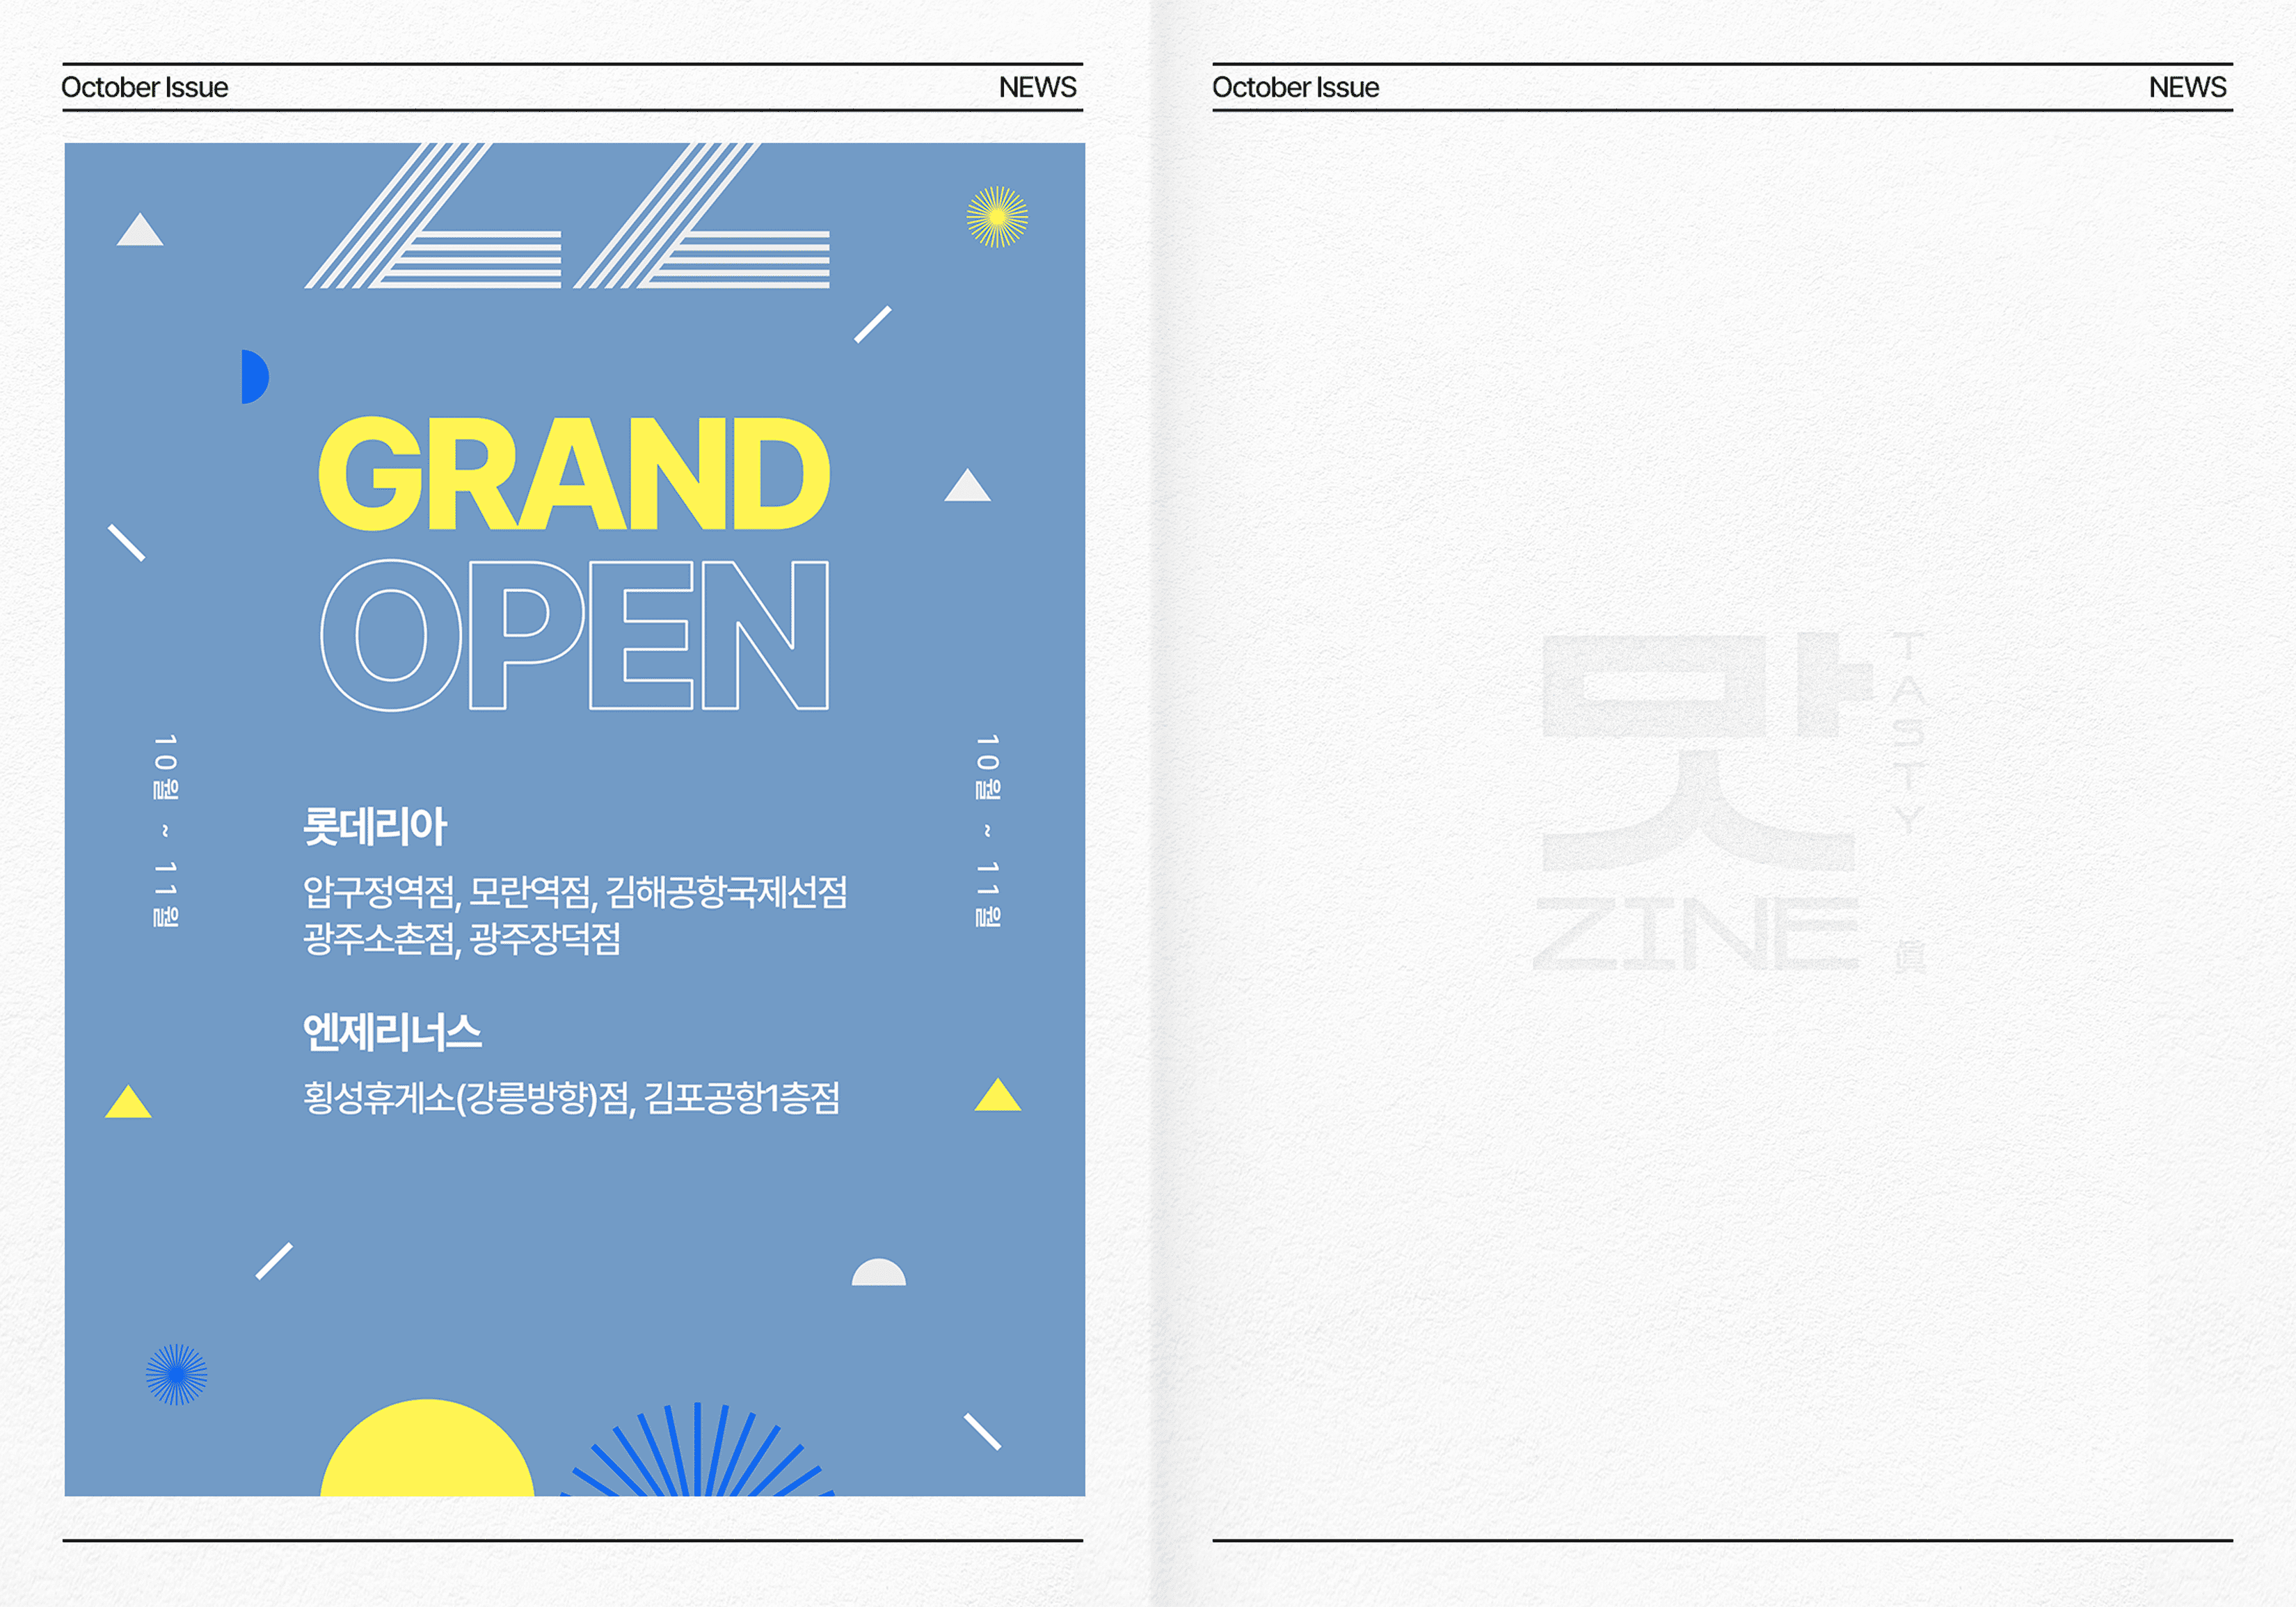 October Issue
NEWS
22
GRAND
OPEN
10월 ~ 11월
10월 ~ 11월
롯데리아
압구정역점, 모란역점, 김해공항국제선점
광주소촌점, 광주장덕점
엔제리너스
횡성휴게소(강릉방향)점, 김포공항1층점
October Issue
NEWS
맛
TASTY
ZINE
眞